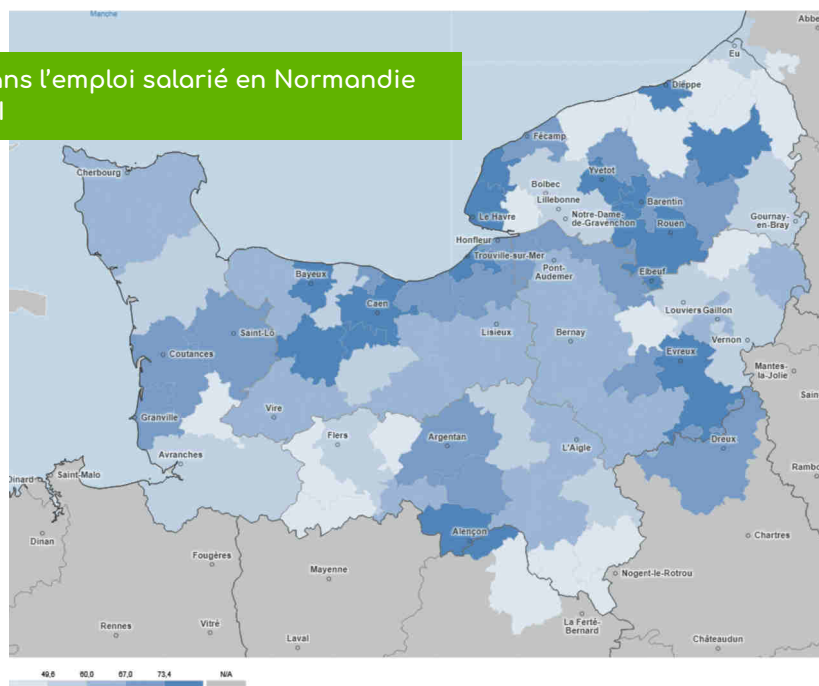 Manche
Abbe
Eu
ans l’emploi salarié en Normandie
Dieppe
Fécamp
Cherbourg
Yvetot
Bolbec
Lillebonne
Barentin
Le Havre
Notre-Dame-
de-Gravenchon
Rouen
Gournay-
en-Bray
Honfleur
Trouville-sur-Mer
Bayeux
Pont-
Audemer
Elbeuf
Caen
Louviers
Gaillon
Saint-Lô
Lisieux
Bernay
Vernon
Coutances
Evreux
Mantes-
la-Jolie
Saint
Granville
Vire
Flers
Argentan
L'Aigle
Dreux
Avranches
Rambo
Dinard
Saint-Malo
Alençon
Dinan
Chartres
Fougères
Mayenne
Nogent-le-Rotrou
Rennes
Vitré
La Ferté-
Bernard
Laval
Châteaudun
49,6 60,0 67,0 73,4 N/A